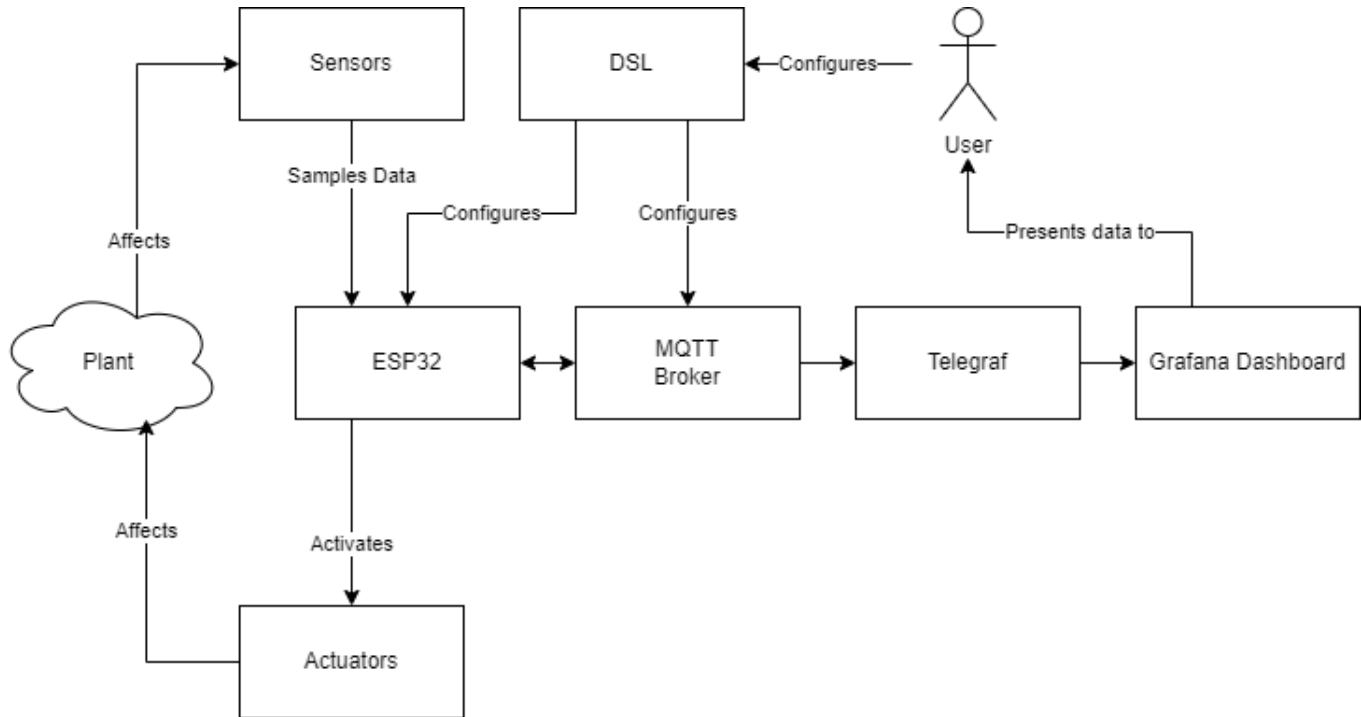 Sensors
DSL
Configures
User
Samples Data
Configures
Configures
Affects
Presents data to
Plant
ESP32
MQTT
Broker
Telegraf
Grafana Dashboard
Affects
Activates
Actuators